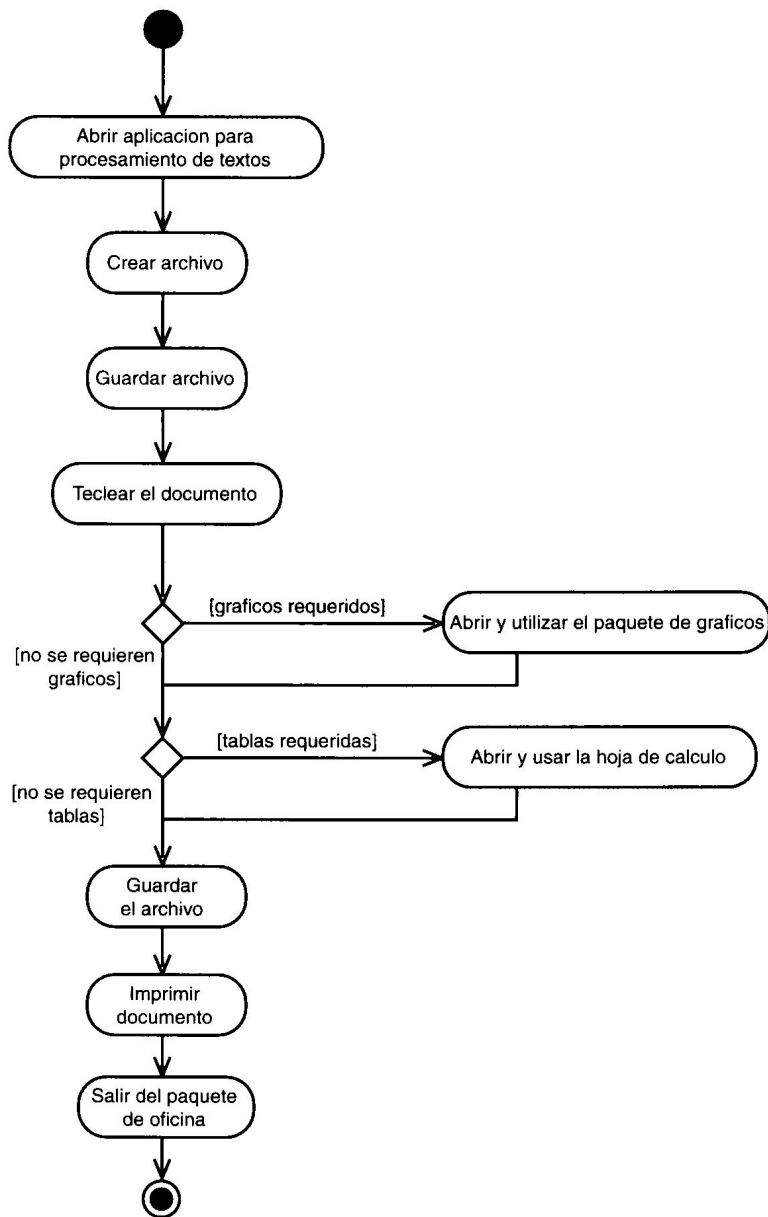 Abrir aplicacion para
procesamiento de textos
Crear archivo
Guardar archivo
Teclear el documento
[graficos requeridos]
Abrir y utilizar el paquete de graficos
[no se requieren
graficos]
[tablas requeridas]
Abrir y usar la hoja de calculo
[no se requieren
tablas]
Guardar
el archivo
Imprimir
documento
Salir del paquete
de oficina